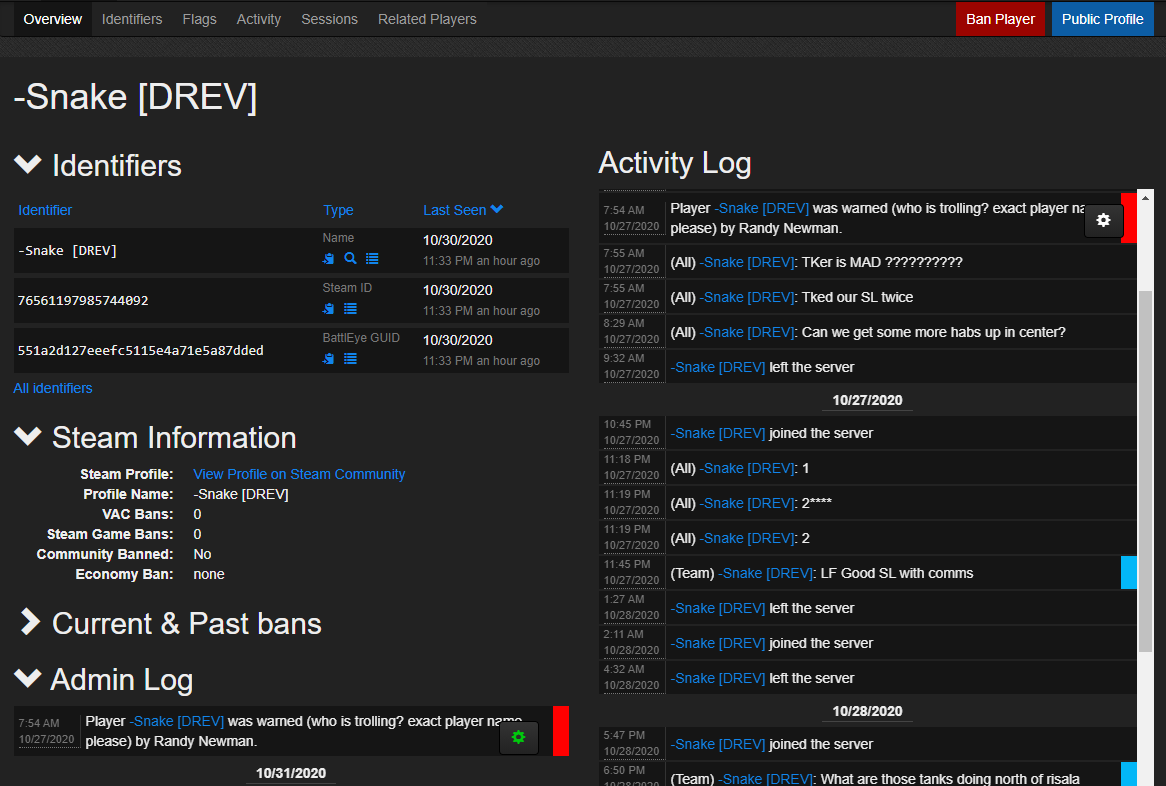 Overview Identifiers Flags Activity Sessions Related Players Ban Player Public Profile
-Snake [DREV]
Identifiers
Identifier Type Last Seen
-Snake [DREV] Name 10/30/2020
11:33 PM an hour ago
76561197985744092 Steam ID 10/30/2020
11:33 PM an hour ago
551a2d127eeefc5115e4a71e5a87dded BattlEye GUID 10/30/2020
11:33 PM an hour ago
All identifiers
Steam Information
Steam Profile: View Profile on Steam Community
Profile Name: -Snake [DREV]
VAC Bans: 0
Steam Game Bans: 0
Community Banned: No
Economy Ban: none
Current & Past bans
Admin Log
7:54 AM
10/27/2020
Player -Snake [DREV] was warned (who is trolling? exact player name
please) by Randy Newman.
10/31/2020
Activity Log
7:54 AM
10/27/2020
Player -Snake [DREV] was warned (who is trolling? exact player na
please) by Randy Newman.
7:55 AM
10/27/2020
(All) -Snake [DREV]: TKer is MAD ??????????
7:55 AM
10/27/2020
(All) -Snake [DREV]: Tked our SL twice
8:29 AM
10/27/2020
(All) -Snake [DREV]: Can we get some more habs up in center?
9:32 AM
10/27/2020
-Snake [DREV] left the server
10/27/2020
10:45 PM
10/27/2020
-Snake [DREV] joined the server
11:18 PM
10/27/2020
(All) -Snake [DREV]: 1
11:19 PM
10/27/2020
(All) -Snake [DREV]: 2****
11:19 PM
10/27/2020
(All) -Snake [DREV]: 2
11:45 PM
10/27/2020
(Team) -Snake [DREV]: LF Good SL with comms
1:27 AM
10/28/2020
-Snake [DREV] left the server
2:11 AM
10/28/2020
-Snake [DREV] joined the server
4:32 AM
10/28/2020
-Snake [DREV] left the server
10/28/2020
5:47 PM
10/28/2020
-Snake [DREV] joined the server
6:50 PM
10/28/2020
(Team) -Snake [DREV]: What are those tanks doing north of risala